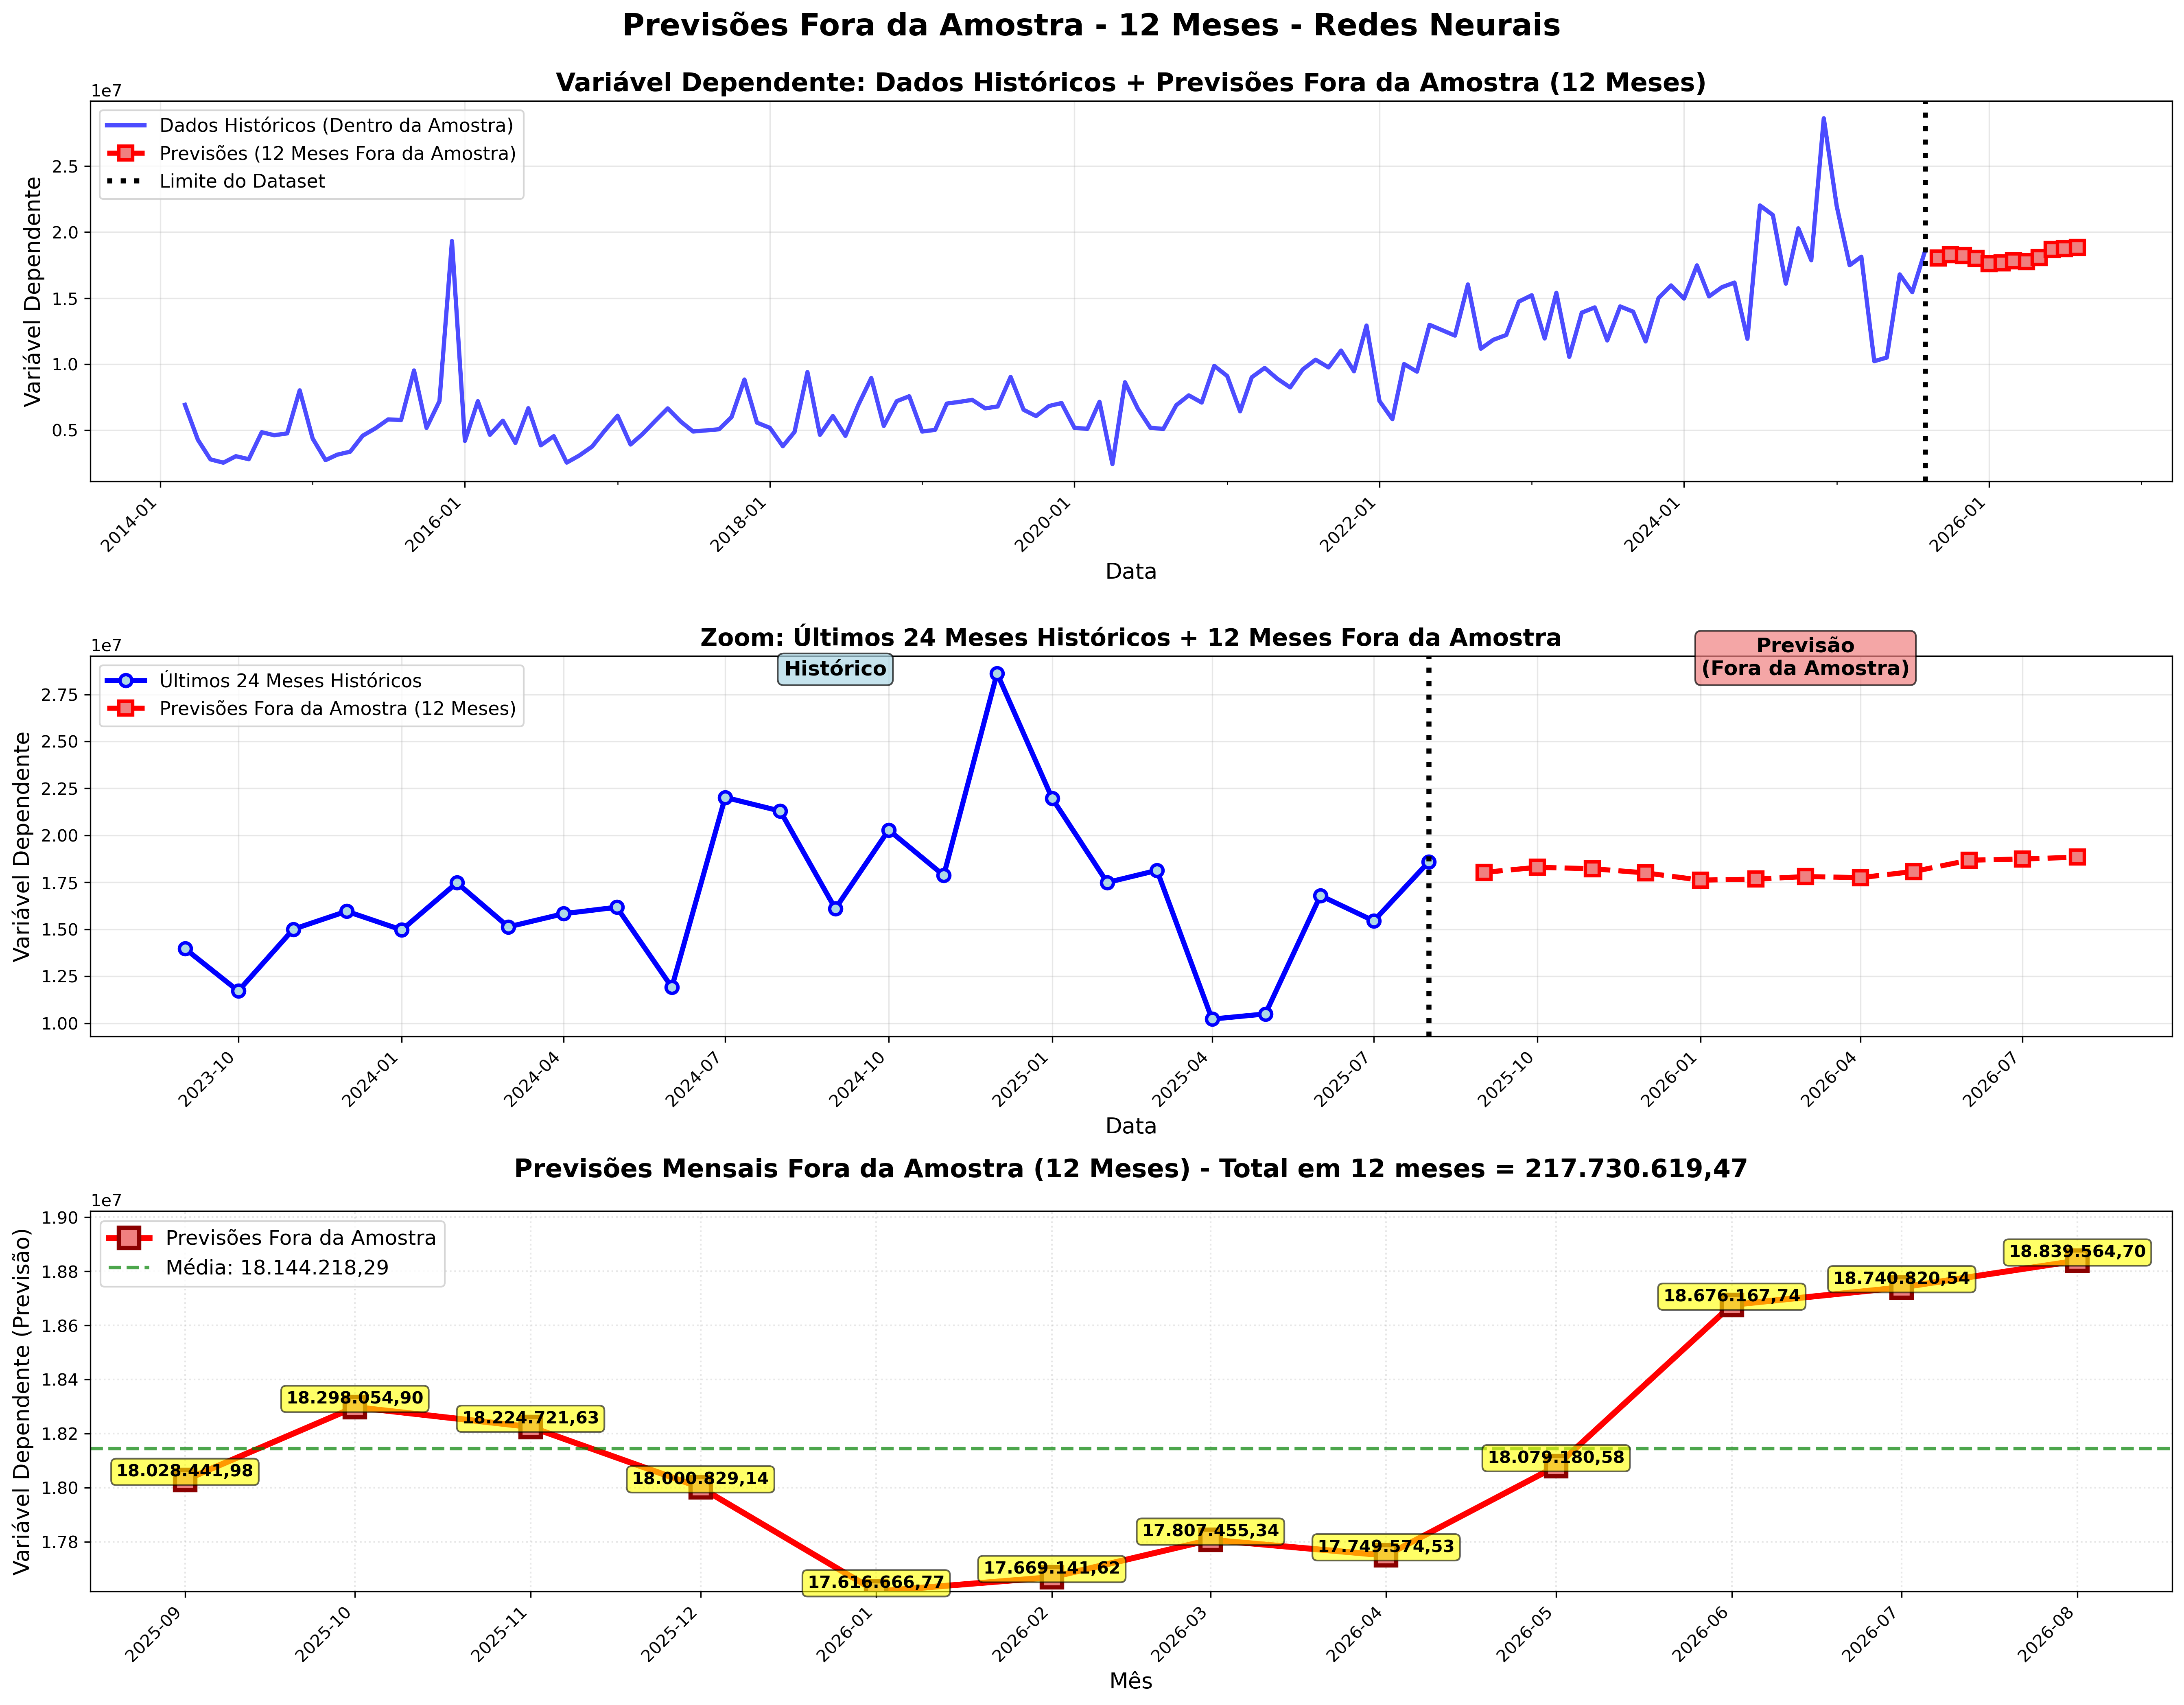 Previsões Fora da Amostra - 12 Meses - Redes Neurais
Variável Dependente: Dados Históricos + Previsões Fora da Amostra (12 Meses)
1e7
Dados Históricos (Dentro da Amostra)
Previsões (12 Meses Fora da Amostra)
Limite do Dataset
Variável Dependente
2.5
2.0
1.5
1.0
0.5
2014-01
2016-01
2018-01
2020-01
2022-01
2024-01
2026-01
Data
Zoom: Últimos 24 Meses Históricos + 12 Meses Fora da Amostra
1e7
Últimos 24 Meses Históricos
Previsões Fora da Amostra (12 Meses)
Histórico
Previsão
(Fora da Amostra)
Variável Dependente
2.75
2.50
2.25
2.00
1.75
1.50
1.25
1.00
2023-10
2024-01
2024-04
2024-07
2024-10
2025-01
2025-04
2025-07
2025-10
2026-01
2026-04
2026-07
Data
Previsões Mensais Fora da Amostra (12 Meses) - Total em 12 meses = 217.730.619,47
1e7
Previsões Fora da Amostra
Média: 18.144.218,29
Variável Dependente (Previsão)
1.90
1.88
1.86
1.84
1.82
1.80
1.78
18.028.441,98
18.298.054,90
18.224.721,63
18.000.829,14
17.616.666,77
17.669.141,62
17.807.455,34
17.749.574,53
18.079.180,58
18.676.167,74
18.740.820,54
18.839.564,70
2025-09
2025-10
2025-11
2025-12
2026-01
2026-02
2026-03
2026-04
2026-05
2026-06
2026-07
2026-08
Mês